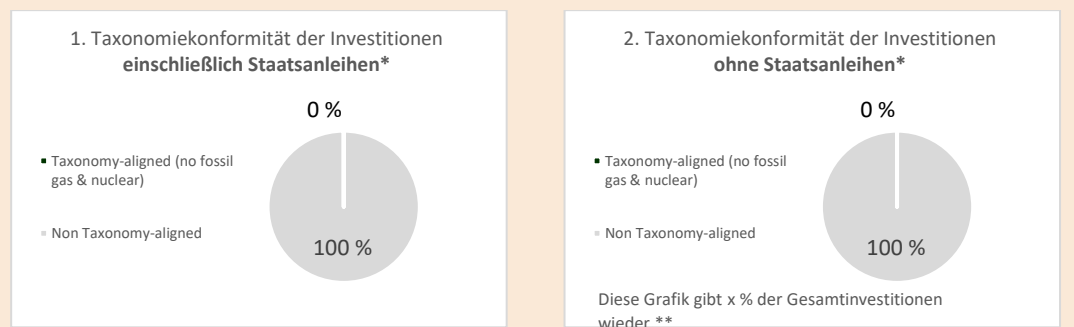 1. Taxonomiekonformität der Investitionen
einschließlich Staatsanleihen*
0 %
Taxonomy-aligned (no fossil
gas & nuclear)
Non Taxonomy-aligned
100 %
2. Taxonomiekonformität der Investitionen
ohne Staatsanleihen*
0 %
Taxonomy-aligned (no fossil
gas & nuclear)
Non Taxonomy-aligned
100 %
Diese Grafik gibt x % der Gesamtinvestitionen
wieder.**